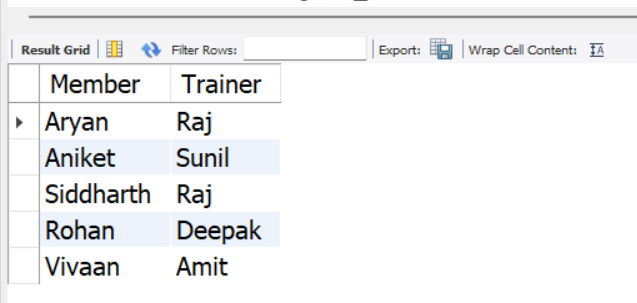 Result Grid Filter Rows: Export: Wrap Cell Content: IA
Member Trainer
Aryan Raj
Aniket Sunil
Siddharth Raj
Rohan Deepak
Vivaan Amit